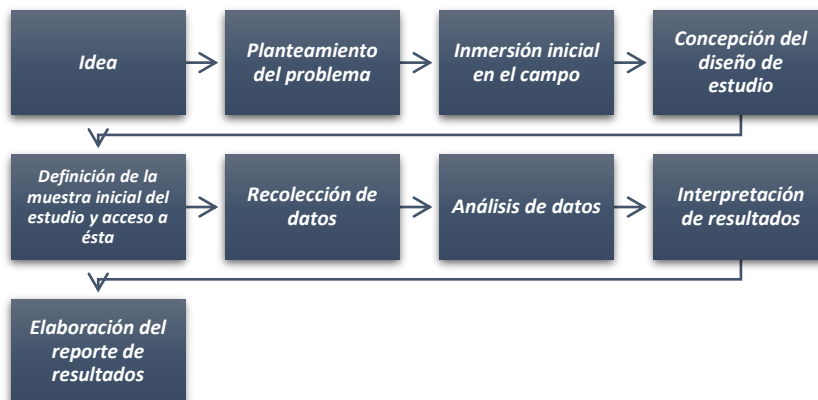 Idea
Planteamiento
del problema
Inmersión inicial
en el campo
Concepción del
diseño de
estudio
Definición de la
muestra inicial del
estudio y acceso a
ésta
Recolección de
datos
Análisis de datos
Interpretación
de resultados
Elaboración del
reporte de
resultados